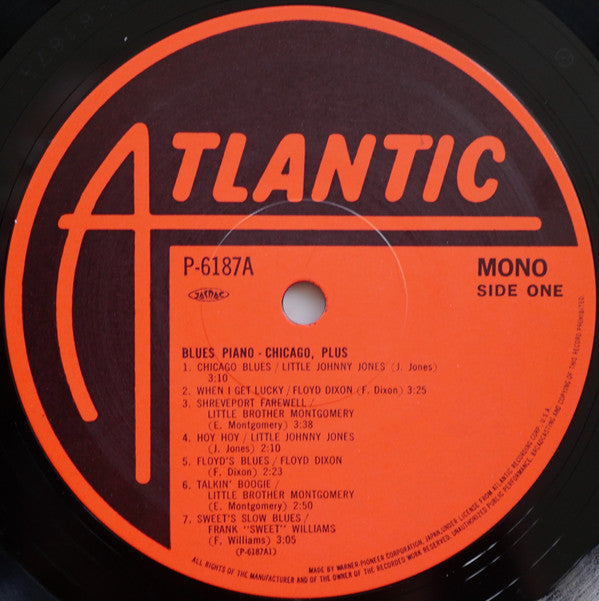 ATLANTIC
P-6187A
MONO
JASRAC
SIDE ONE
BLUES PIANO - CHICAGO, PLUS
1. CHICAGO BLUES / LITTLE JOHNNY JONES (J. Jones)
3:10
2. WHEN I GET LUCKY / FLOYD DIXON (F. Dixon) 3:25
3. SHREVEPORT FAREWELL /
LITTLE BROTHER MONTGOMERY
(E. Montgomery) 3:38
4. HOY HOY / LITTLE JOHNNY JONES
(J. Jones) 2:10
5. FLOYD'S BLUES / FLOYD DIXON
(F. Dixon) 2:23
6. TALKIN' BOOGIE /
LITTLE BROTHER MONTGOMERY
(E. Montgomery) 2:50
7. SWEET'S SLOW BLUES /
FRANK "SWEET" WILLIAMS
(F. Williams) 3:05
(P-6187A1)
MADE BY WARNER-PIONEER CORPORATION, JAPAN UNDER LICENSE FROM ATLANTIC RECORDING CORP., U.S.A.
ALL RIGHTS OF THE MANUFACTURER AND OF THE OWNER OF THE RECORDED WORK RESERVED. UNAUTHORIZED PUBLIC PERFORMANCE, BROADCASTING AND COPYING OF THIS RECORD PROHIBITED.